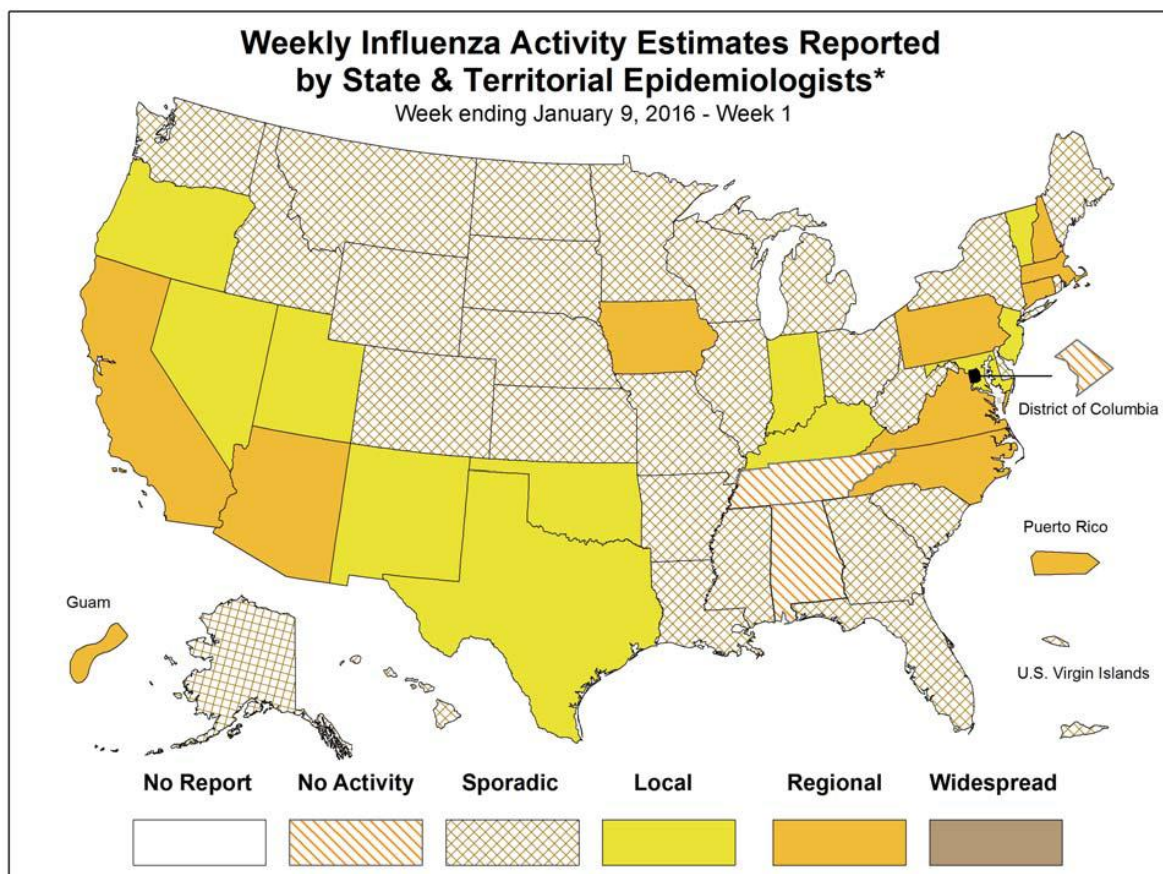 Weekly Influenza Activity Estimates Reported
by State & Territorial Epidemiologists*
Week ending January 9, 2016 - Week 1
District of Columbia
Puerto Rico
Guam
U.S. Virgin Islands
No Report No Activity Sporadic Local Regional Widespread